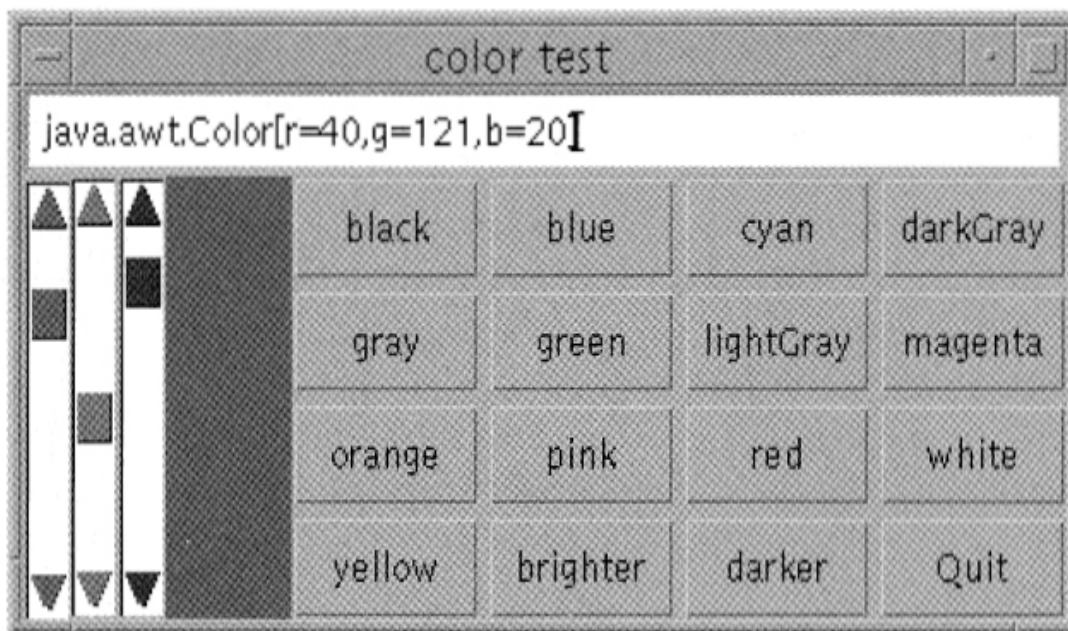 color test
java.awt.Color[r=40,g=121,b=20]
black blue cyan darkGray
gray green lightGray magenta
orange pink red white
yellow brighter darker Quit